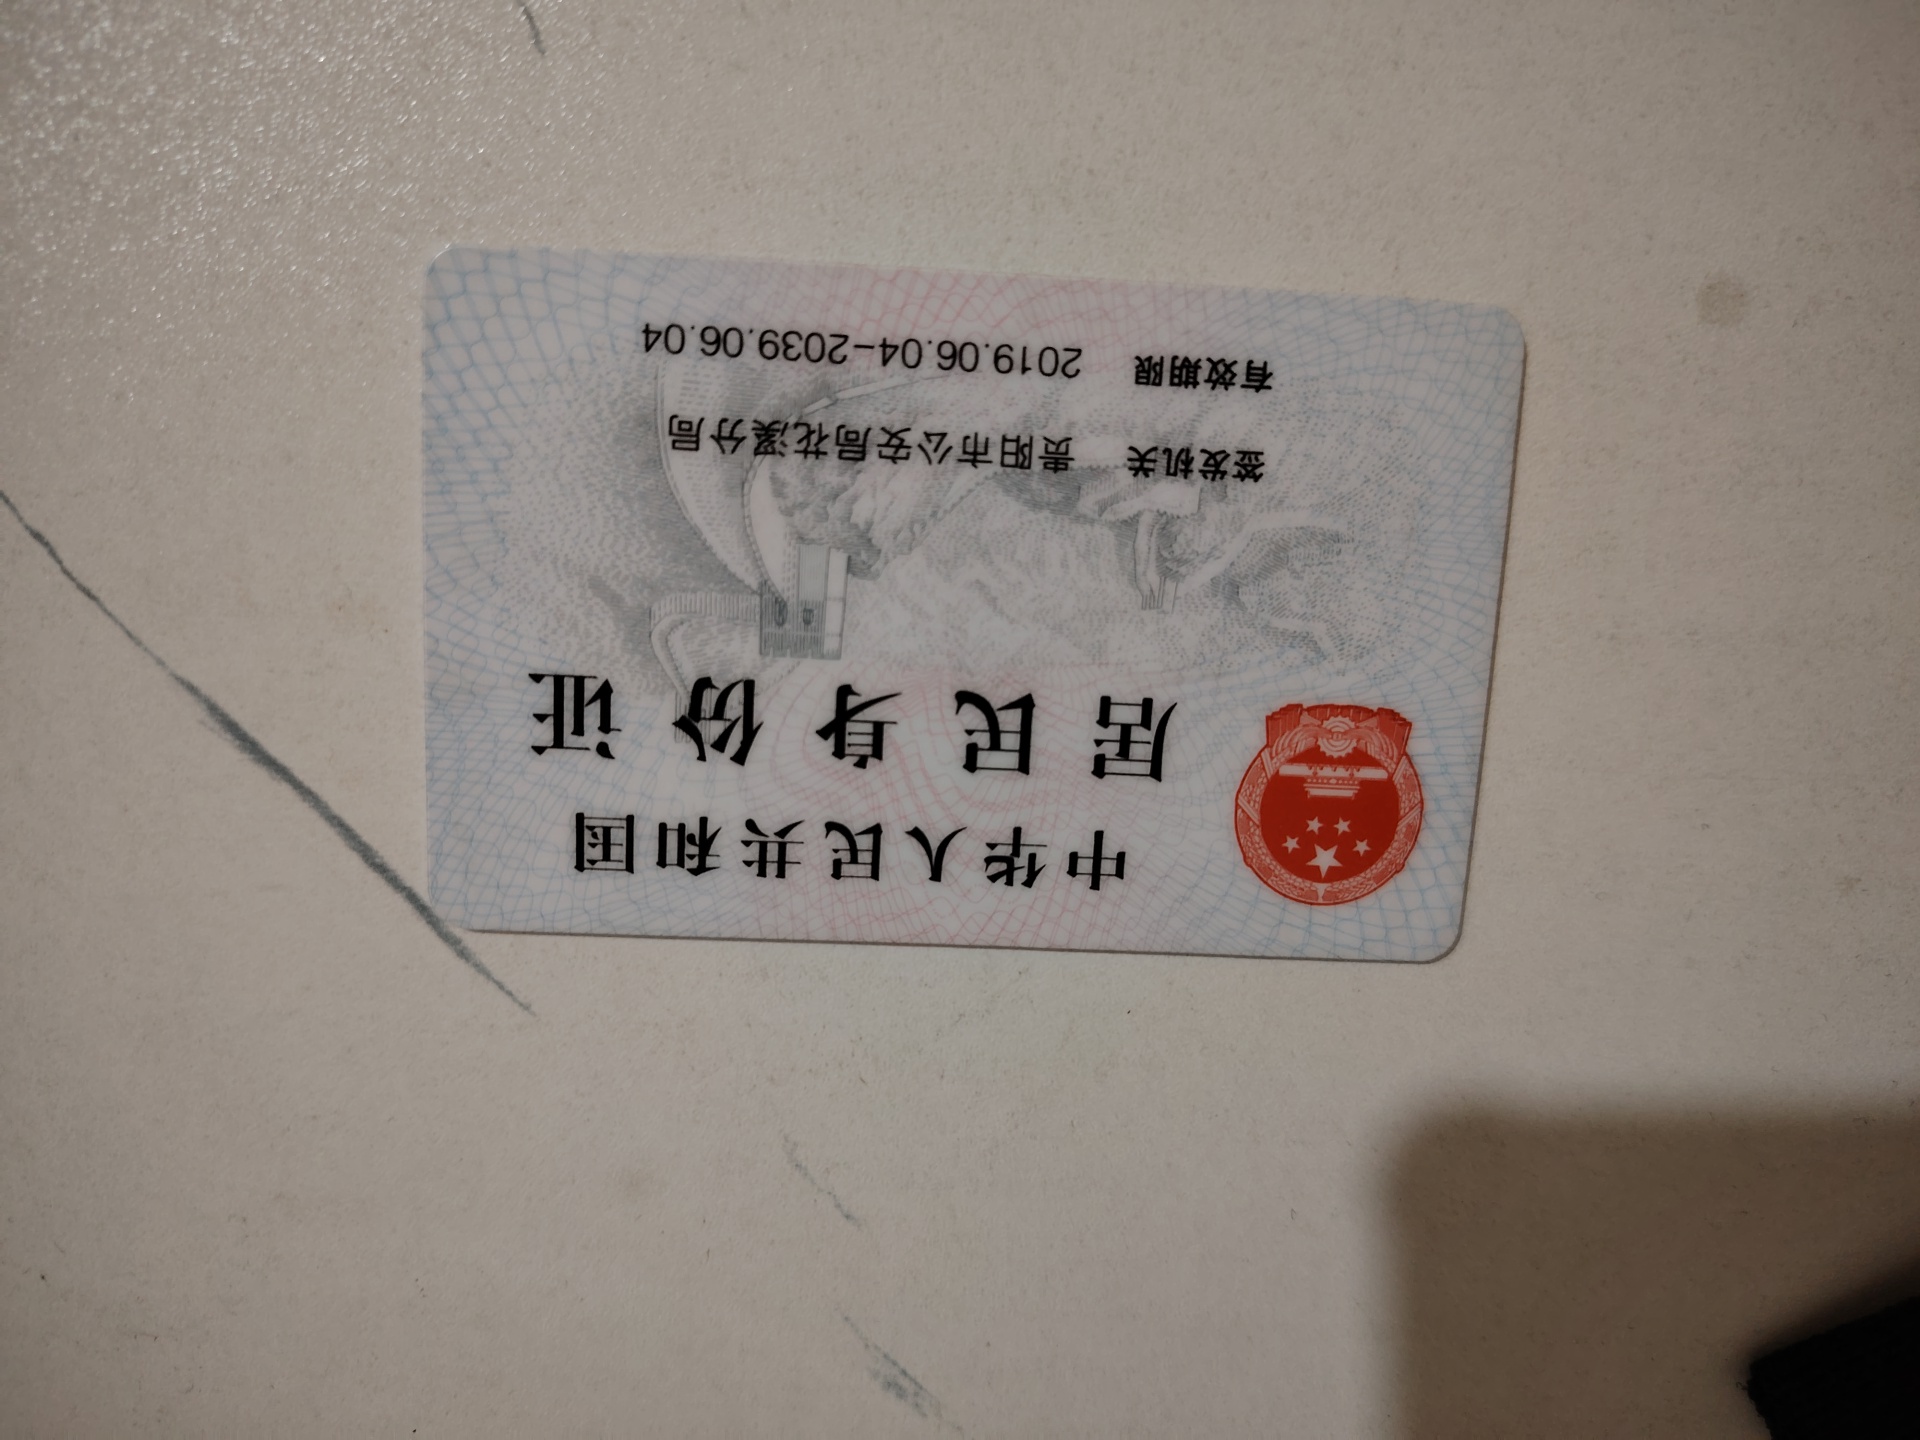 中华人民共和国
居民身份证
签发机关 贵阳市公安局花溪分局
有效期限 2019.06.04-2039.06.04